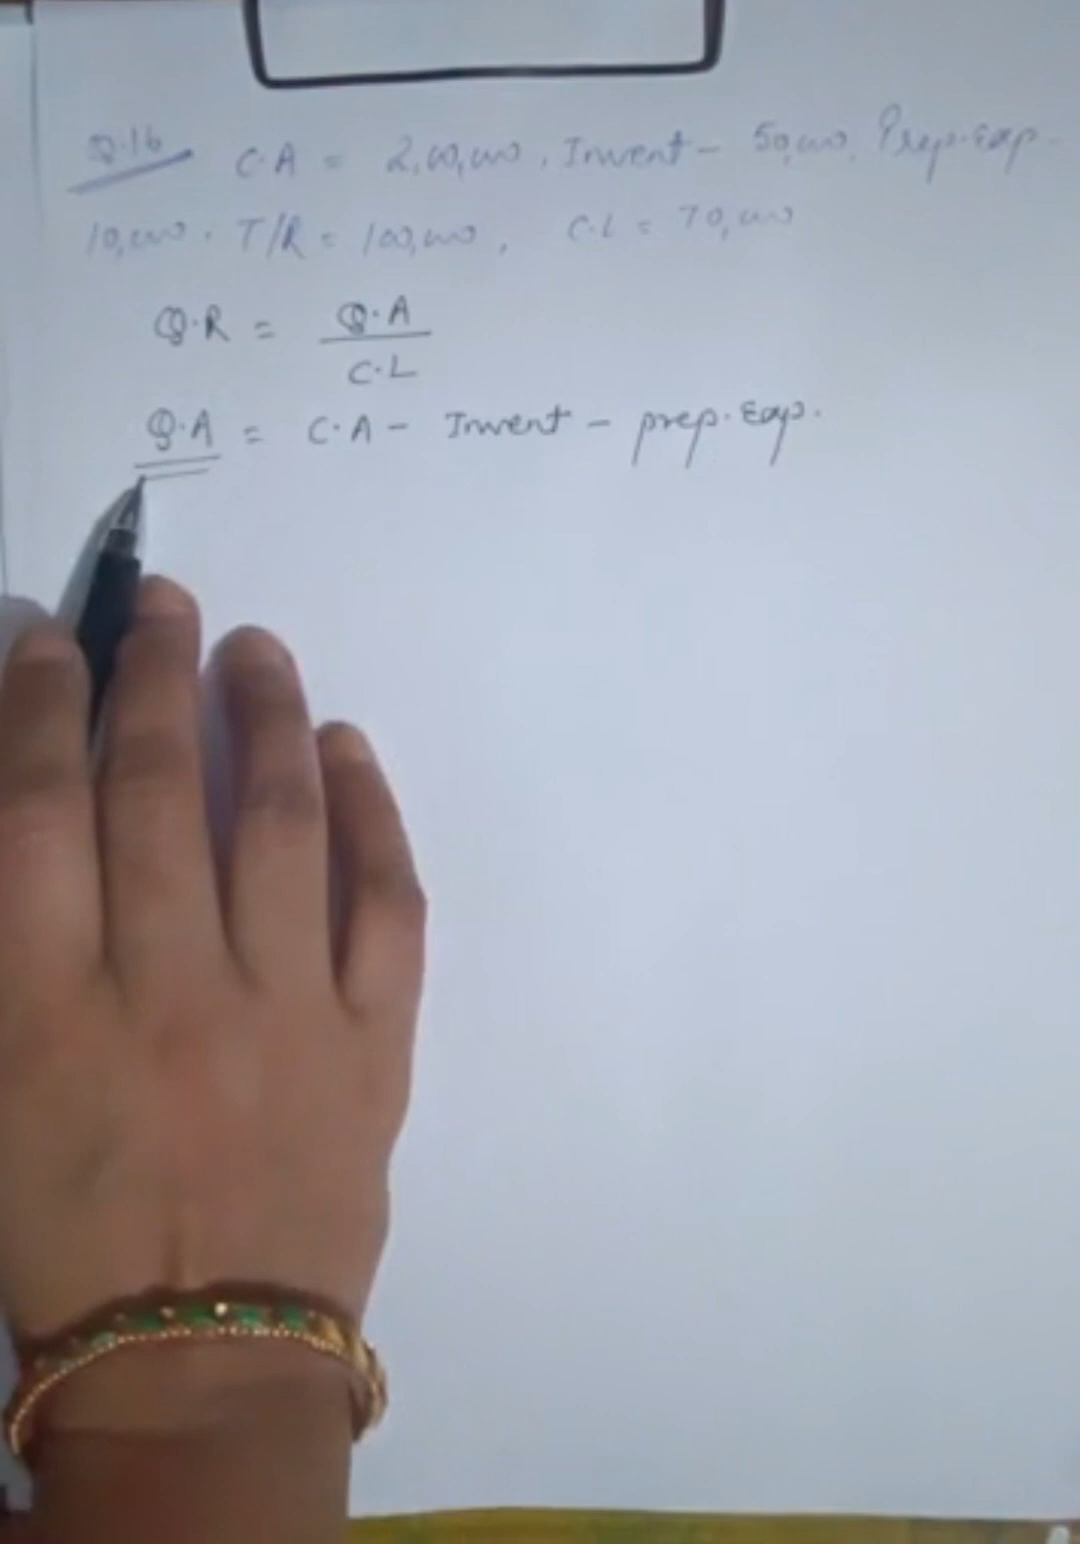 Q.16 C.A = 2,00,000, Invent - 50,000, Prep. Exp -
10,000. T/R = 100,000, C.L = 70,000
Q.R = Q.A / C.L
Q.A = C.A - Invent - prep. Exp.